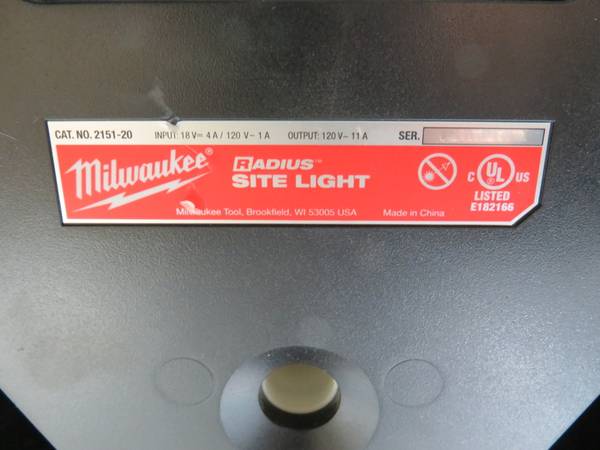 CAT. NO. 2151-20 INPUT: 18 V⎓ 4 A / 120 V~ 1 A OUTPUT: 120 V~ 11 A SER.
Milwaukee® RADIUS™
SITE LIGHT
C UL US
LISTED
E182166
Milwaukee Tool, Brookfield, WI 53005 USA Made in China